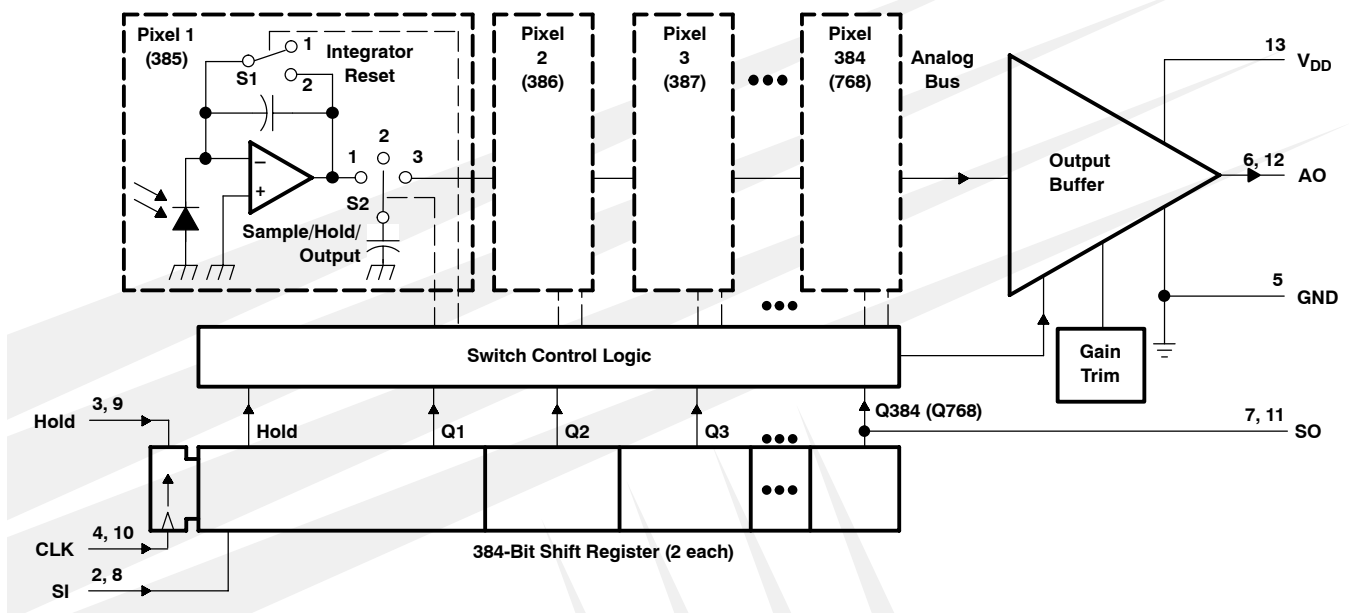 Pixel 1
(385)
1
Integrator
Reset
S1
2
Pixel
2
(386)
Pixel
3
(387)
Pixel
384
(768)
Analog
Bus
13
VDD
−
+
1
2
3
S2
Sample/Hold/
Output
Output
Buffer
6, 12
AO
5
GND
Gain
Trim
Switch Control Logic
Hold
3, 9
Hold
Q1
Q2
Q3
Q384 (Q768)
7, 11
SO
CLK
4, 10
384-Bit Shift Register (2 each)
SI
2, 8